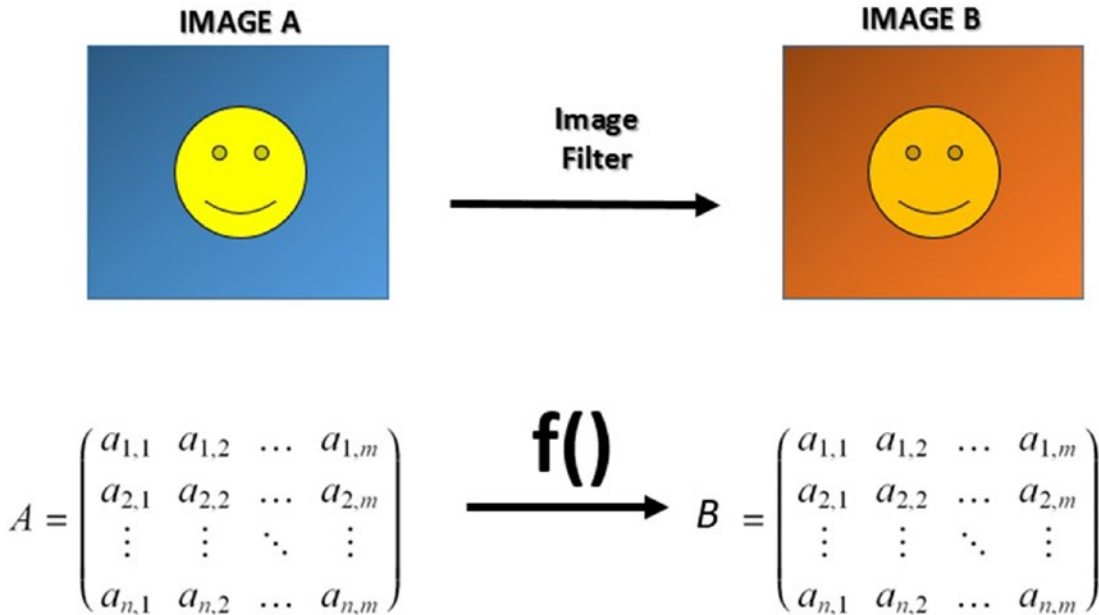 IMAGE A
IMAGE B
Image
Filter
f()
A = ( a1,1 a1,2 … a1,m
a2,1 a2,2 … a2,m
⋮ ⋮ ⋱ ⋮
an,1 an,2 … an,m )
B = ( a1,1 a1,2 … a1,m
a2,1 a2,2 … a2,m
⋮ ⋮ ⋱ ⋮
an,1 an,2 … an,m )